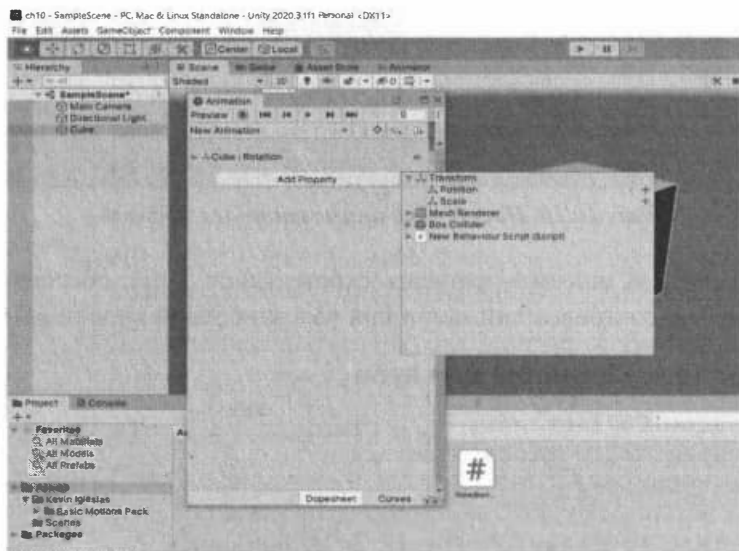 ch10 - SampleScene - PC, Mac & Linux Standalone - Unity 2020.3.1f1 Personal <DX11>
File Edit Assets GameObject Component Window Help
Center Local
Hierarchy
Scene Game Asset Store Animator
Shaded 2D
SampleScene*
Main Camera
Directional Light
Cube
Animation
Preview 0
New Animation
Cube : Rotation
Add Property
Transform
Position
Scale
Mesh Renderer
Box Collider
New Behaviour Script (Script)
Project Console
Favorites
All Materials
All Models
All Prefabs
Assets
Kevin Iglesias
Basic Motions Pack
Scenes
Packages
#
Dopesheet Curves